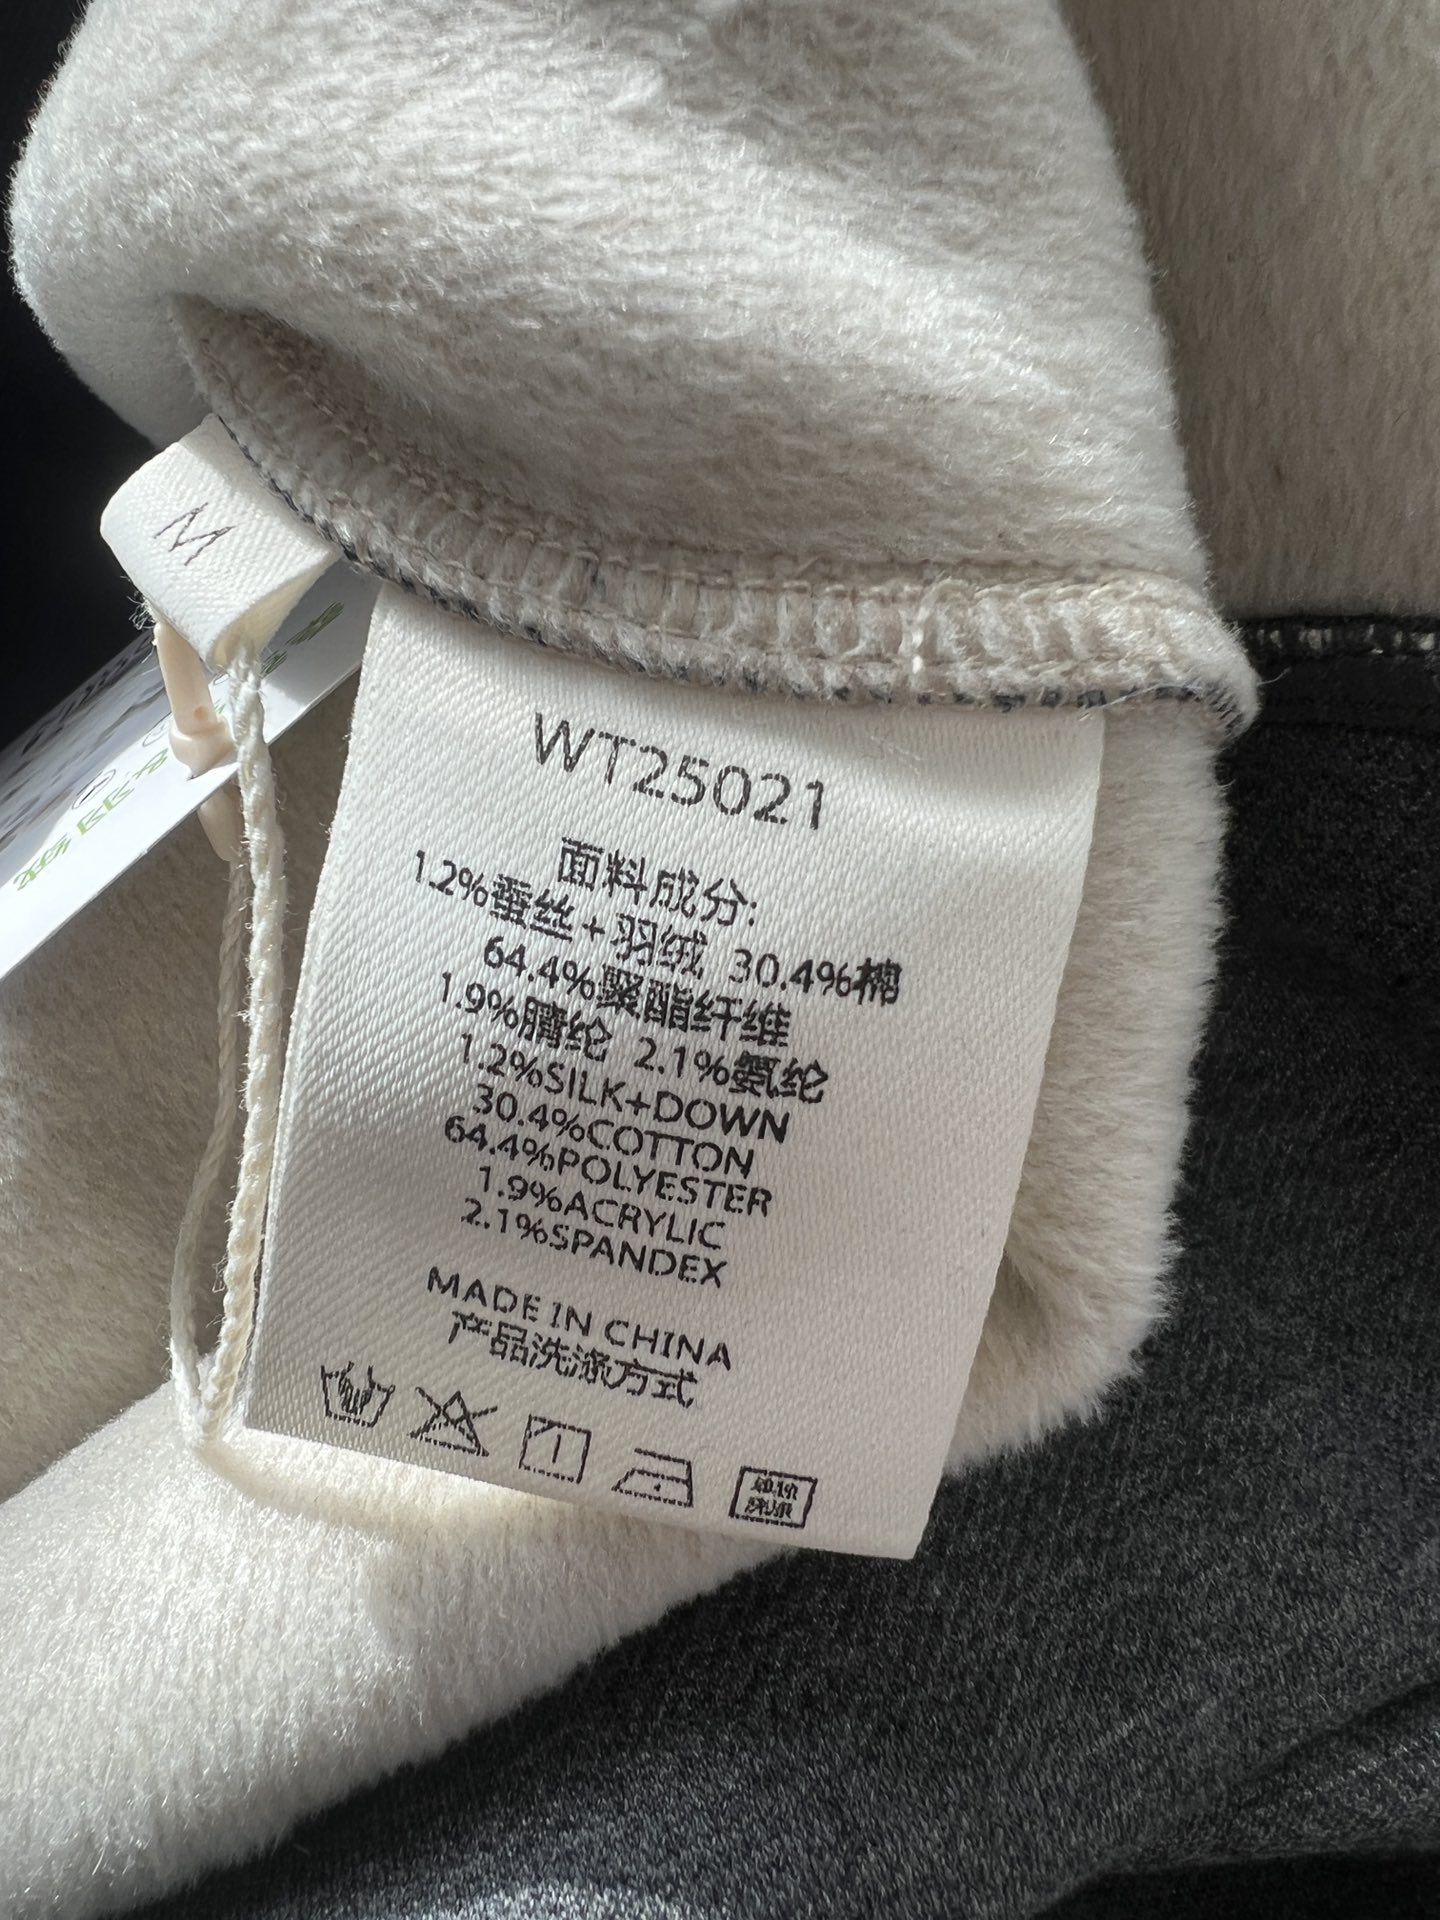 M
WT25021
面料成分:
1.2%蚕丝+羽绒 30.4%棉
64.4%聚酯纤维
1.9%腈纶 2.1%氨纶
1.2%SILK+DOWN
30.4%COTTON
64.4%POLYESTER
1.9%ACRYLIC
2.1%SPANDEX
MADE IN CHINA
产品洗涤方式